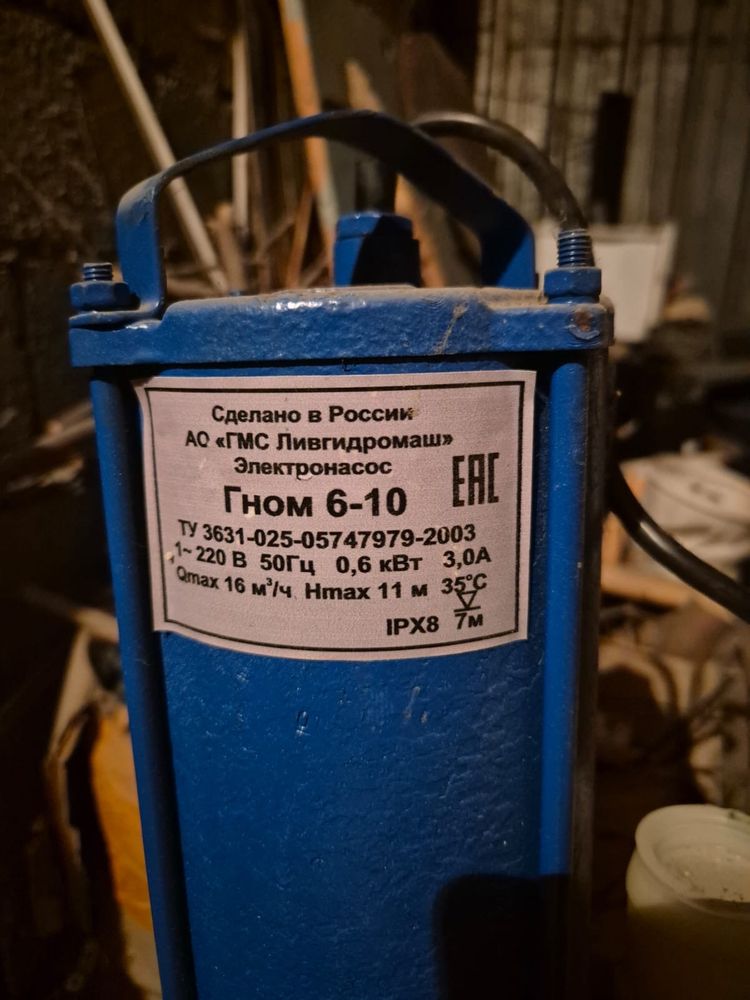 Сделано в России
АО «ГМС Ливгидромаш»
Электронасос
EAC
Гном 6-10
ТУ 3631-025-05747979-2003
1~ 220 В 50Гц 0,6 кВт 3,0А
Qmax 16 м³/ч Hmax 11 м 35°C
IPX8 7м